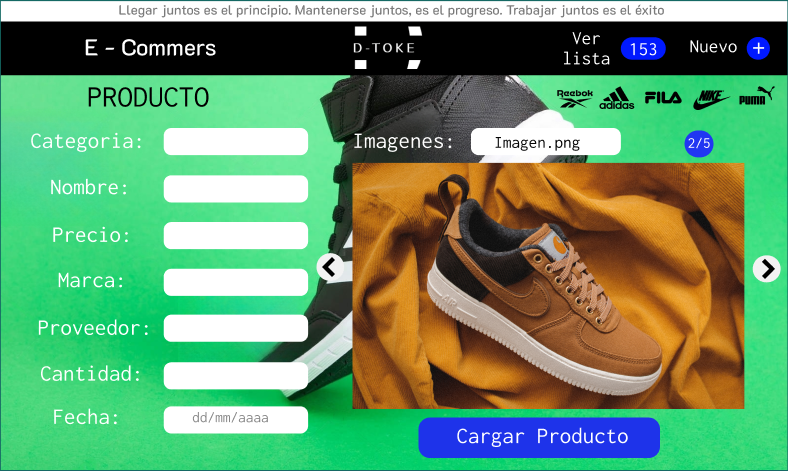 Llegar juntos es el principio. Mantenerse juntos, es el progreso. Trabajar juntos es el éxito
E - Commers
D-TOKE
Ver
lista
153
Nuevo +
PRODUCTO
Reebok
adidas
FILA
NIKE
PUMA
Categoria:
Imagenes:
Imagen.png
2/5
Nombre:
Precio:
Marca:
Proveedor:
Cantidad:
Fecha:
dd/mm/aaaa
AIR
Cargar Producto